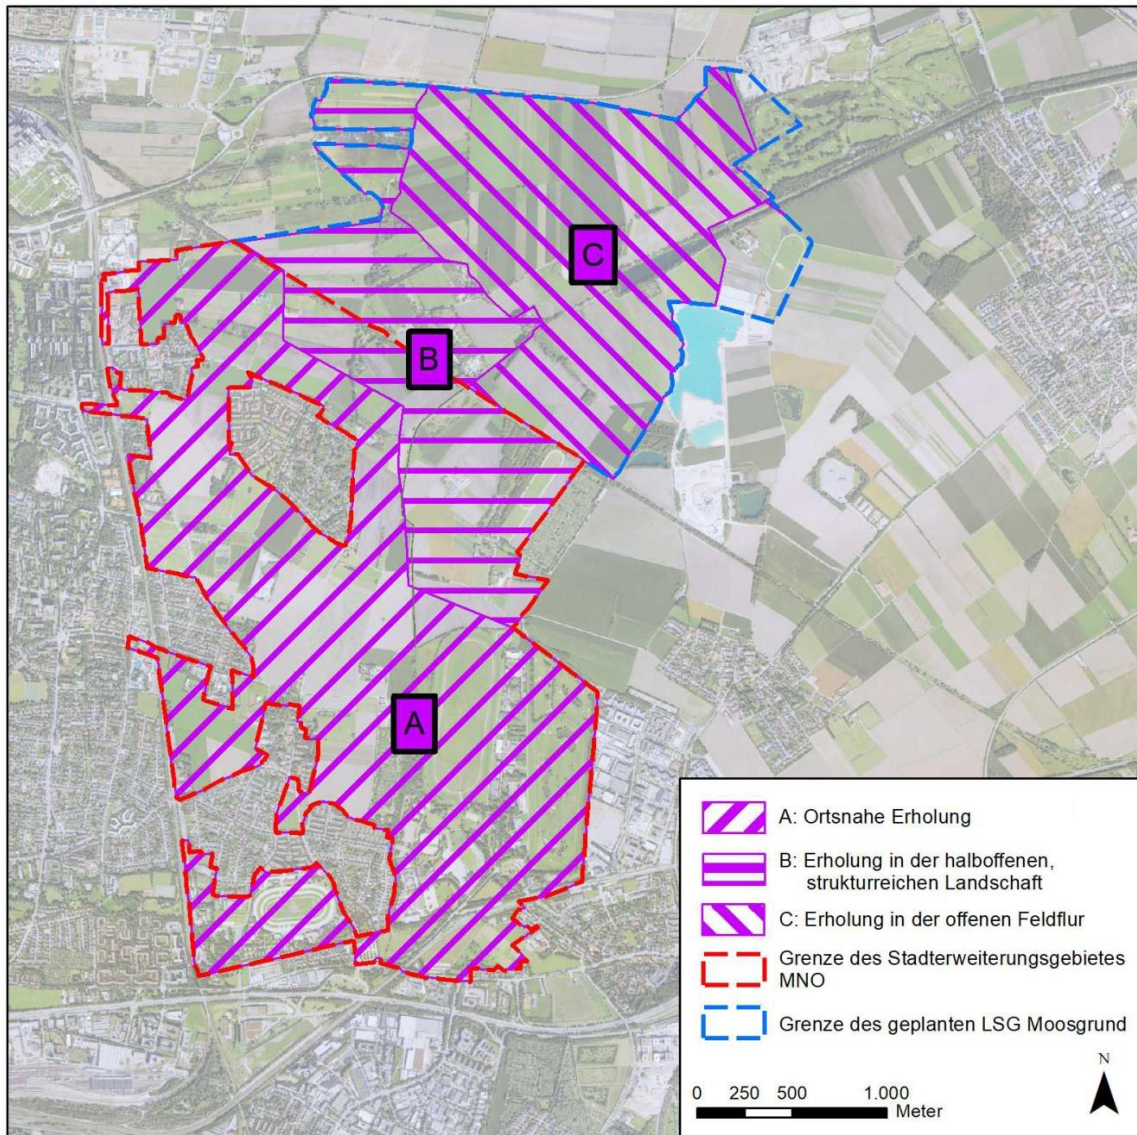 C
B
A
A: Ortsnahe Erholung
B: Erholung in der halboffenen,
strukturreichen Landschaft
C: Erholung in der offenen Feldflur
Grenze des Stadterweiterungsgebietes
MNO
Grenze des geplanten LSG Moosgrund
N
0 250 500 1.000
Meter